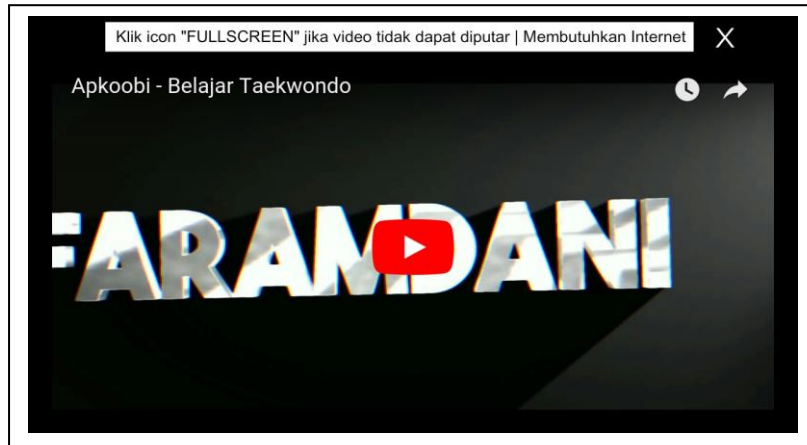 Klik icon "FULLSCREEN" jika video tidak dapat diputar | Membutuhkan Internet X
Apkoobi - Belajar Taekwondo
FARAMDANI